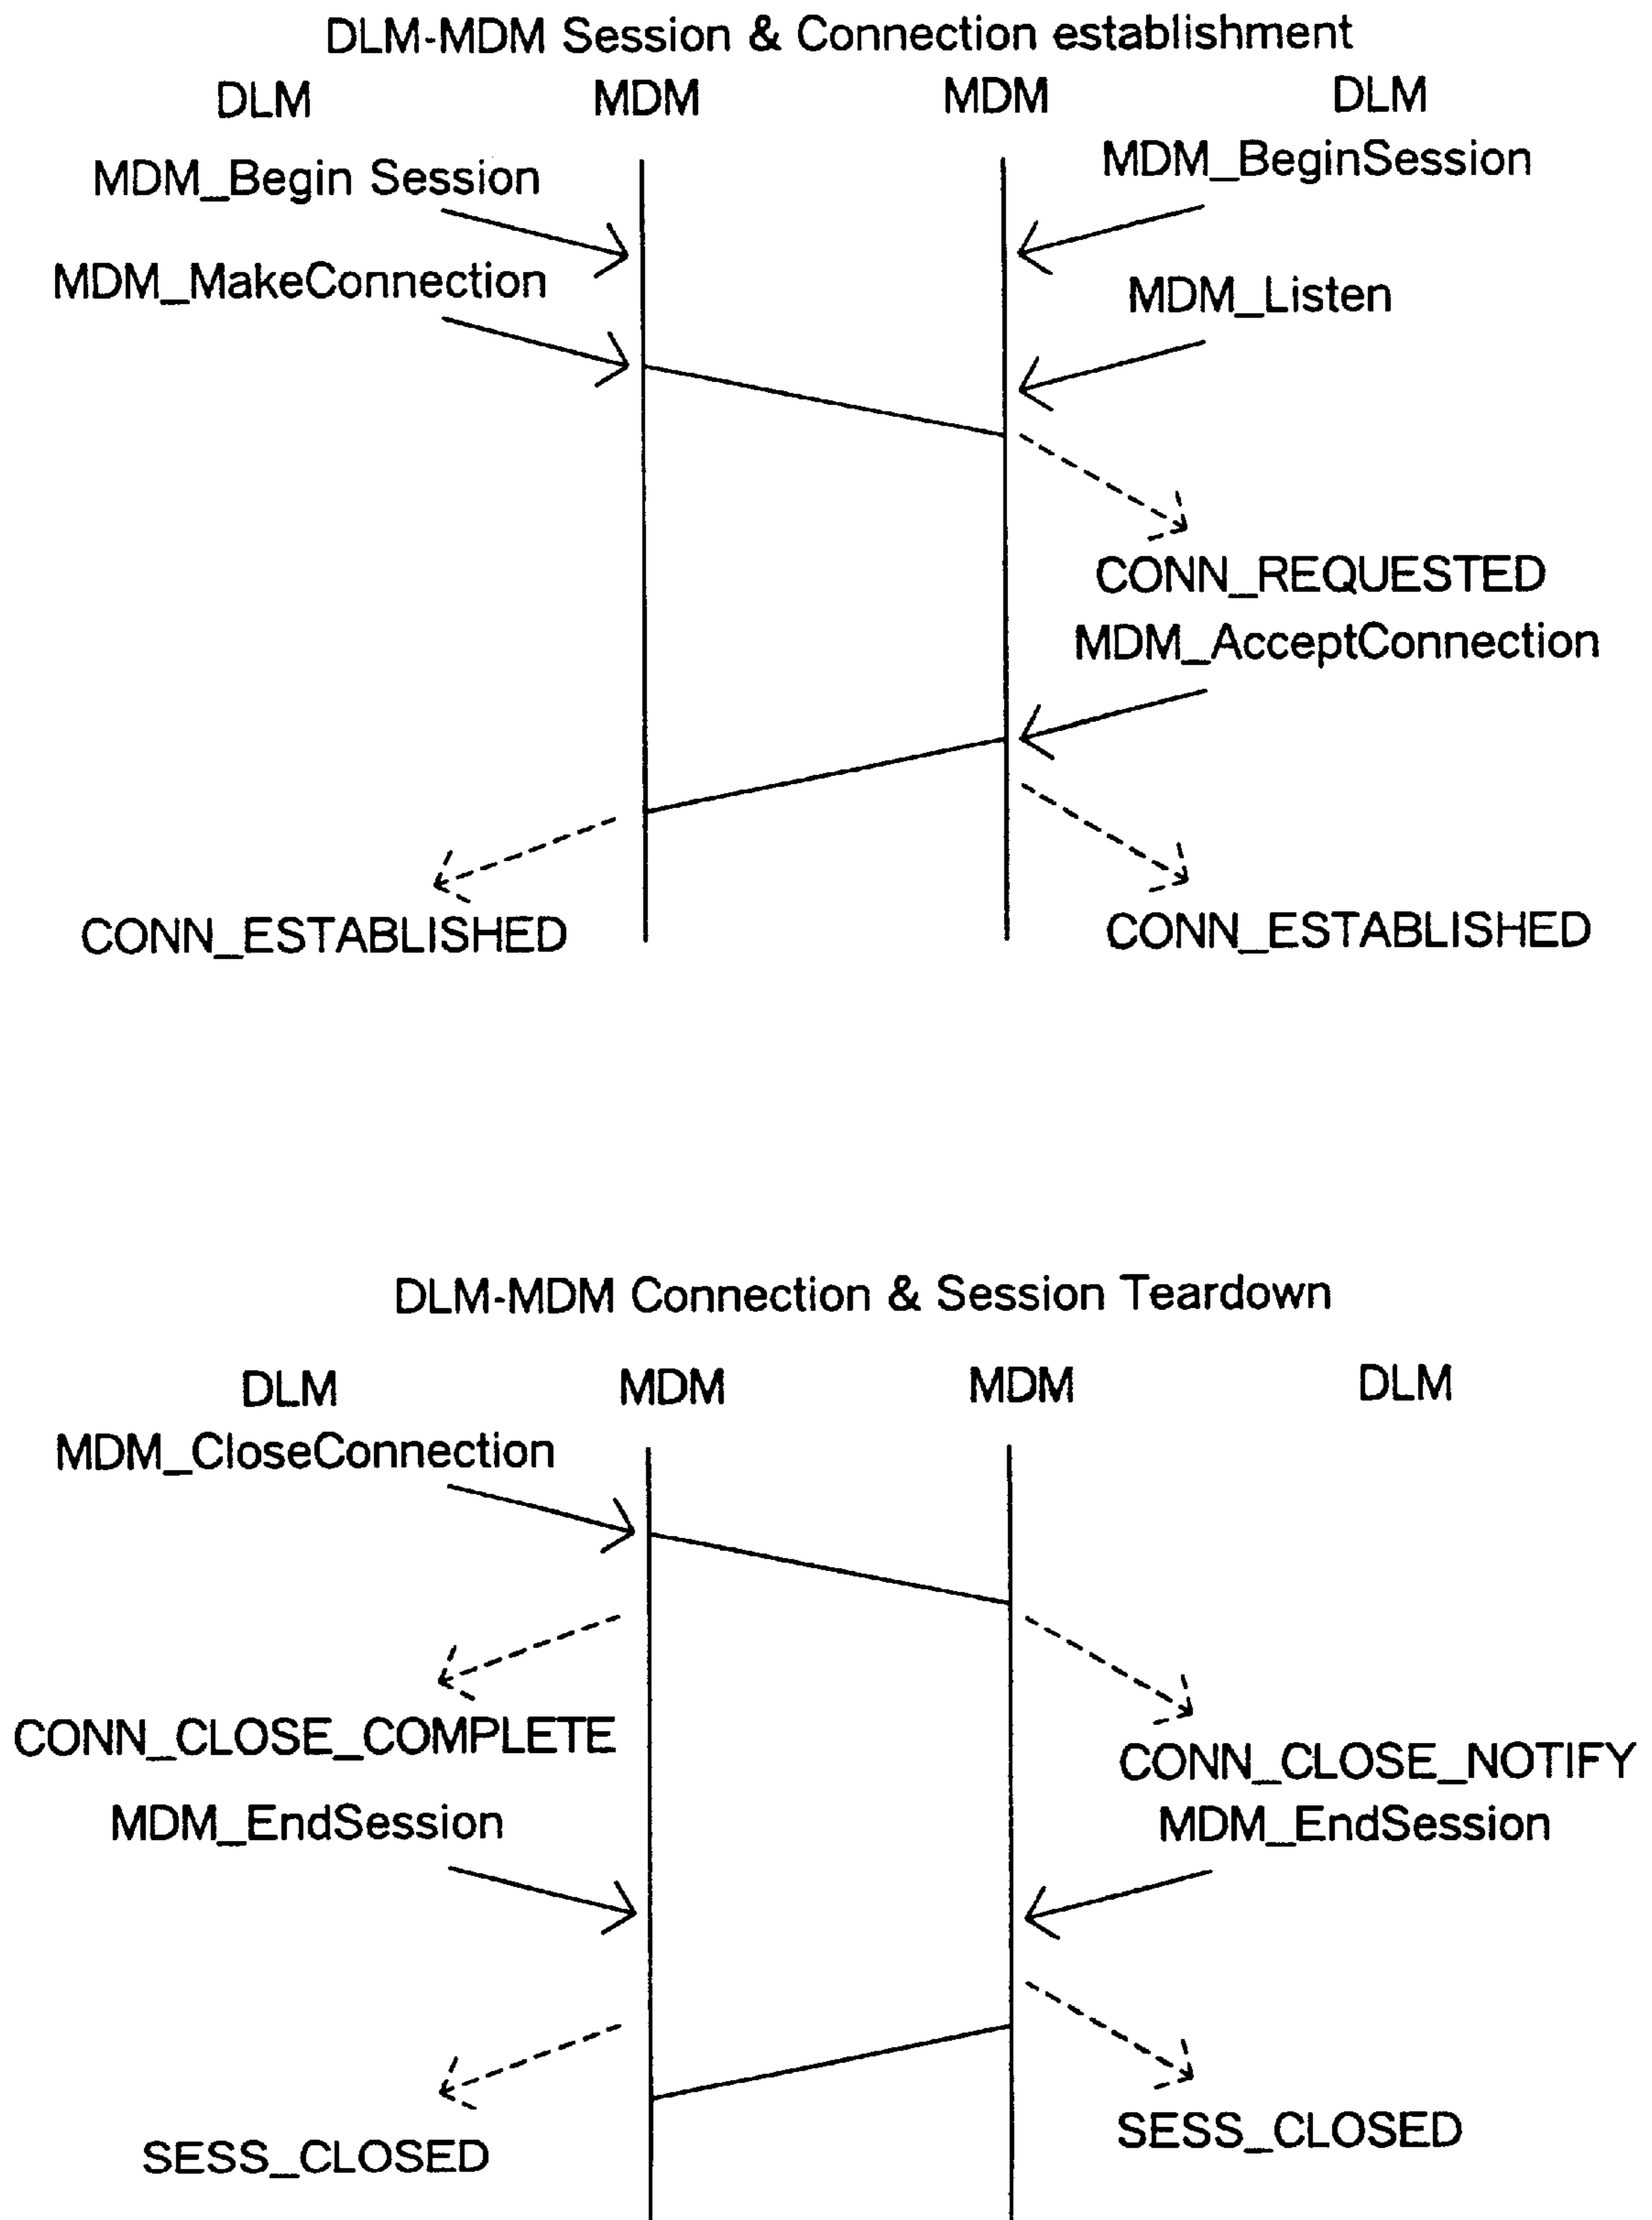 DLM-MDM Session & Connection establishment
DLM MDM MDM DLM
MDM_Begin Session MDM_BeginSession
MDM_MakeConnection MDM_Listen
CONN_REQUESTED
MDM_AcceptConnection
CONN_ESTABLISHED CONN_ESTABLISHED
DLM-MDM Connection & Session Teardown
DLM MDM MDM DLM
MDM_CloseConnection
CONN_CLOSE_COMPLETE CONN_CLOSE_NOTIFY
MDM_EndSession MDM_EndSession
SESS_CLOSED SESS_CLOSED